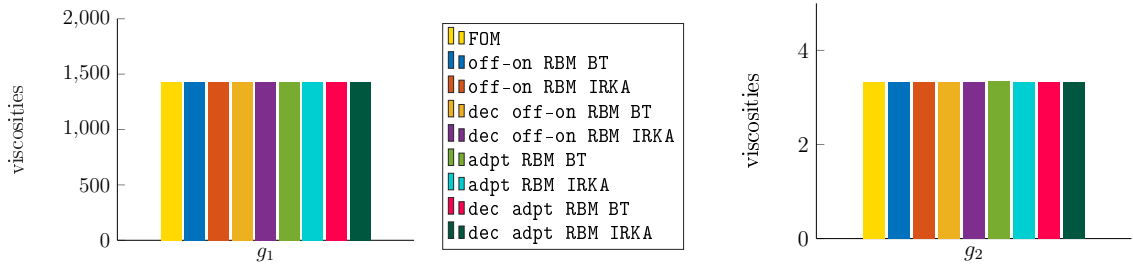 2,000
1,500
1,000
500
0
viscosities
g1
FOM
off-on RBM BT
off-on RBM IRKA
dec off-on RBM BT
dec off-on RBM IRKA
adpt RBM BT
adpt RBM IRKA
dec adpt RBM BT
dec adpt RBM IRKA
4
2
0
viscosities
g2